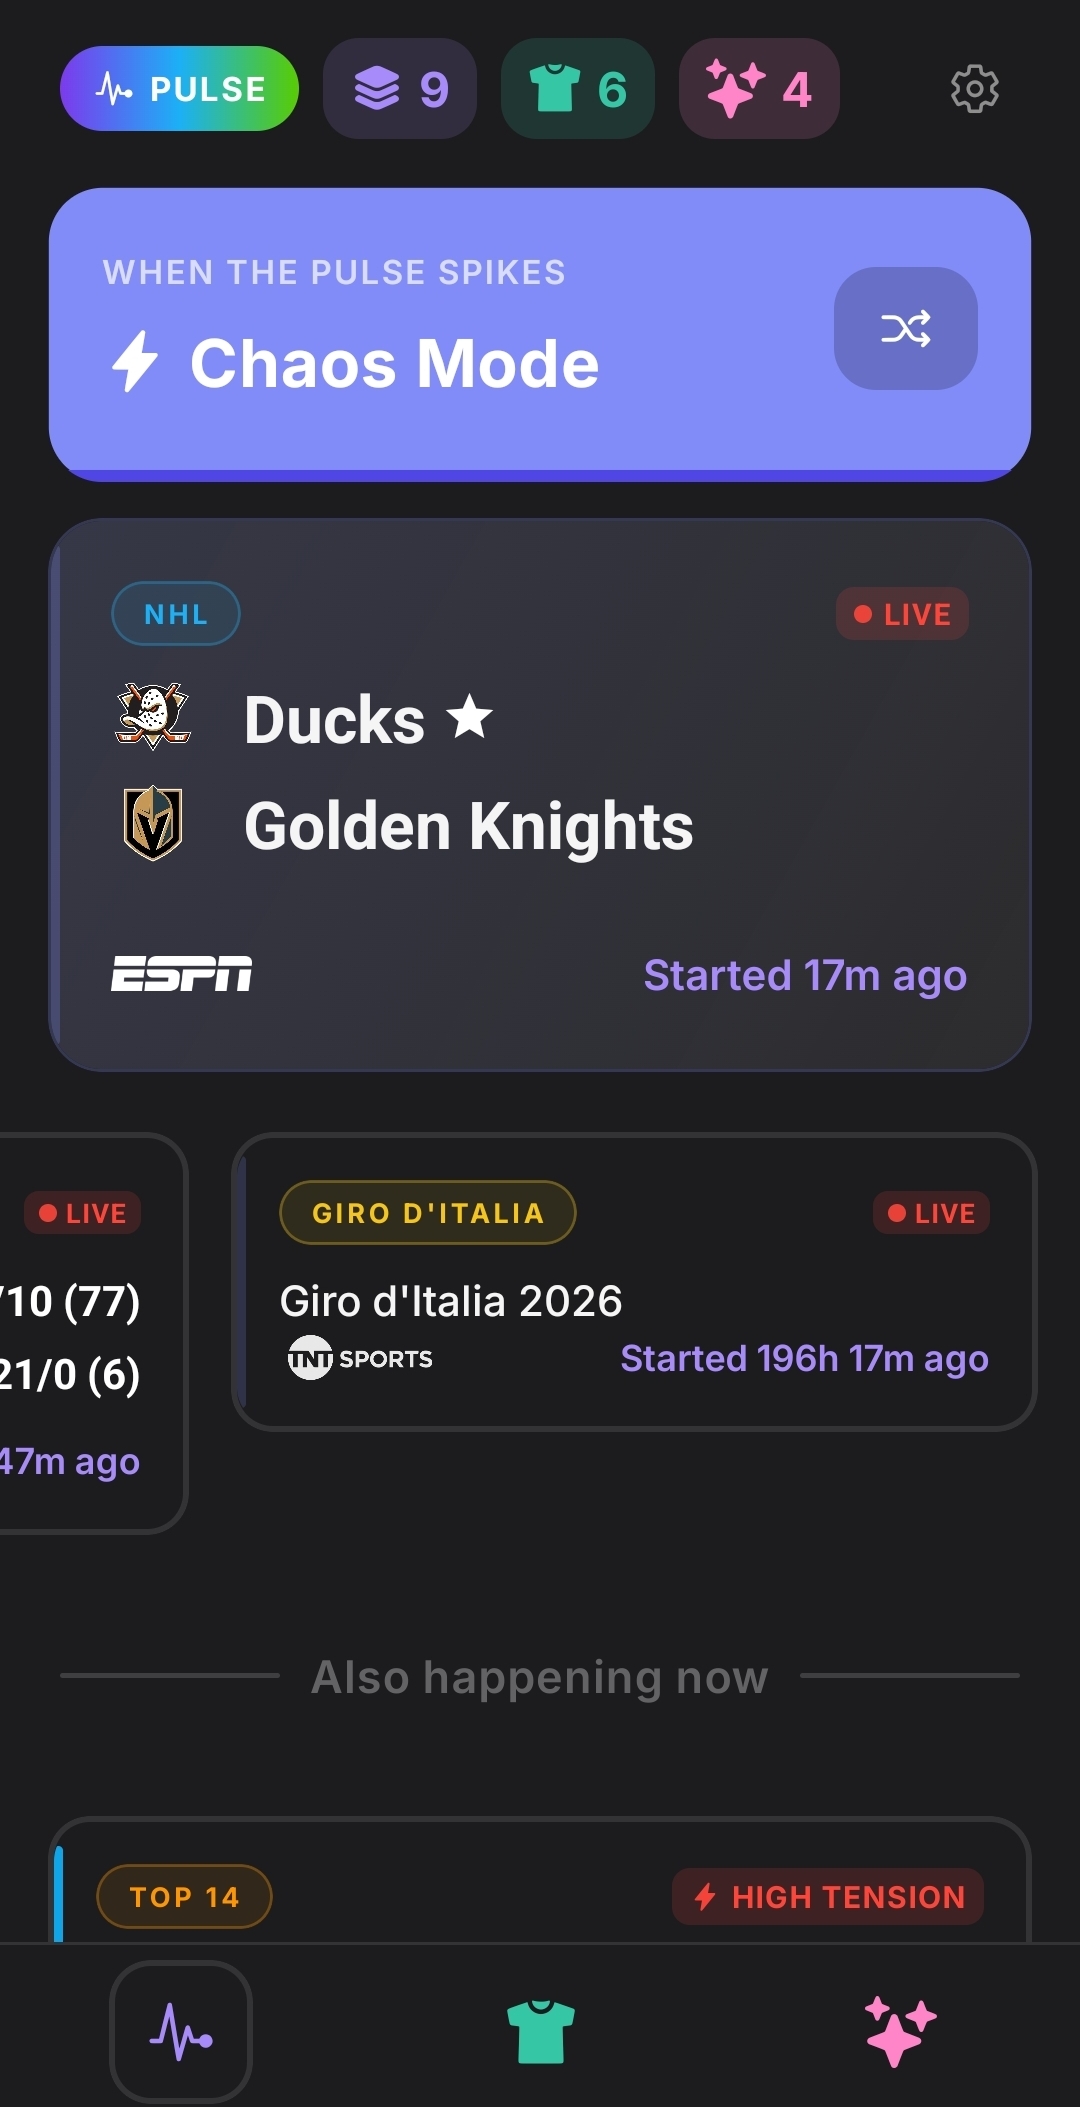 PULSE 9 6 4
WHEN THE PULSE SPIKES
Chaos Mode
NHL LIVE
Ducks
Golden Knights
ESPN Started 17m ago
LIVE
/10 (77)
21/0 (6)
47m ago
GIRO D'ITALIA LIVE
Giro d'Italia 2026
TNT SPORTS Started 196h 17m ago
Also happening now
TOP 14 HIGH TENSION